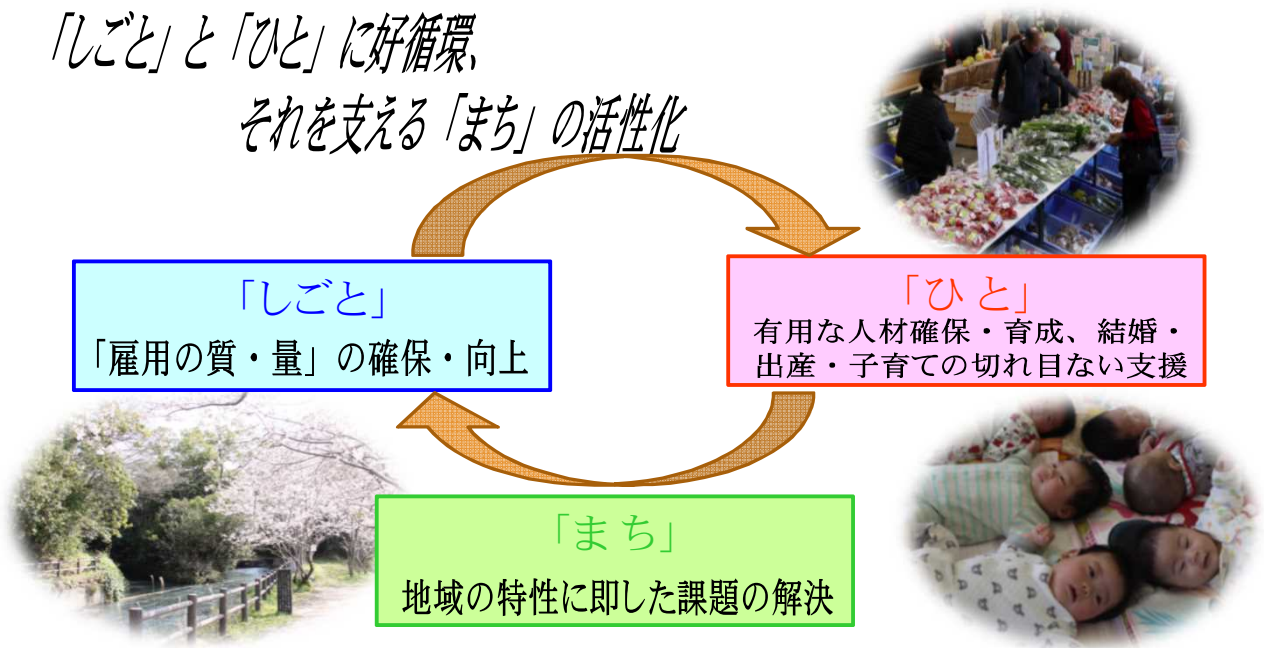 「しごと」と「ひと」に好循環、
それを支える「まち」の活性化
「しごと」
「雇用の質・量」の確保・向上
「ひと」
有用な人材確保・育成、結婚・
出産・子育ての切れ目ない支援
「まち」
地域の特性に即した課題の解決